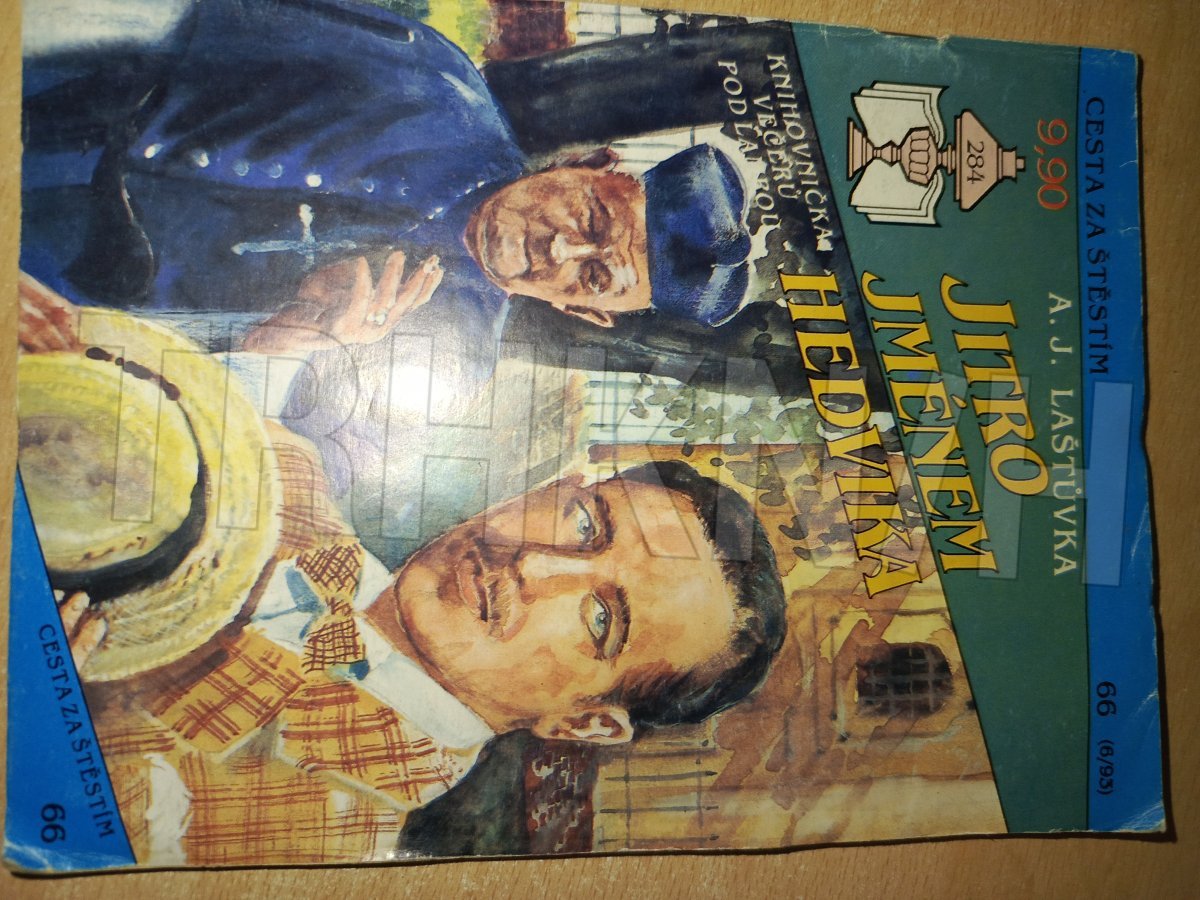 CESTA ZA ŠTĚSTÍM 66 (6/93)
9,90
A. J. LAŠTŮVKA
284
JITRO
JMÉNEM
HEDVIKA
KNIHOVNIČKA
VEČERŮ
POD LAMPOU
CESTA ZA ŠTĚSTÍM 66